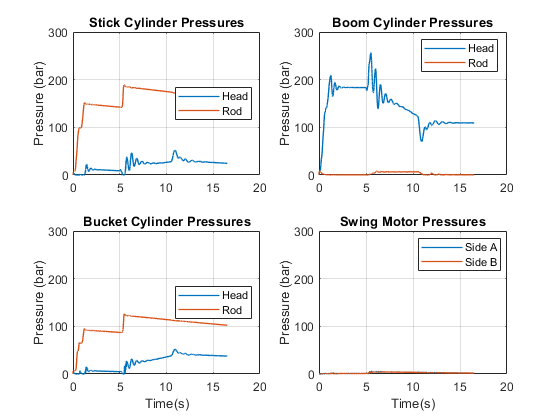 Stick Cylinder Pressures
Pressure (bar)
300
200
100
0
0 5 10 15 20
Head
Rod
Boom Cylinder Pressures
Pressure (bar)
300
200
100
0
0 5 10 15 20
Head
Rod
Bucket Cylinder Pressures
Pressure (bar)
300
200
100
0
0 5 10 15 20
Time(s)
Head
Rod
Swing Motor Pressures
Pressure (bar)
300
200
100
0
0 5 10 15 20
Time(s)
Side A
Side B